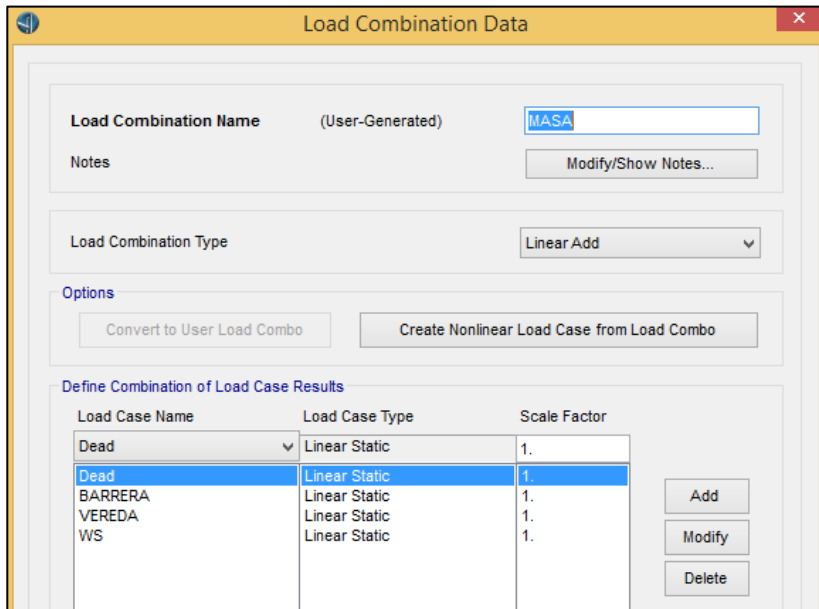 Load Combination Data
Load Combination Name (User-Generated) MASA
Notes Modify/Show Notes...
Load Combination Type Linear Add
Options
Convert to User Load Combo Create Nonlinear Load Case from Load Combo
Define Combination of Load Case Results
Load Case Name Load Case Type Scale Factor
Dead Linear Static 1.
Dead Linear Static 1.
BARRERA Linear Static 1.
VEREDA Linear Static 1.
WS Linear Static 1.
Add
Modify
Delete